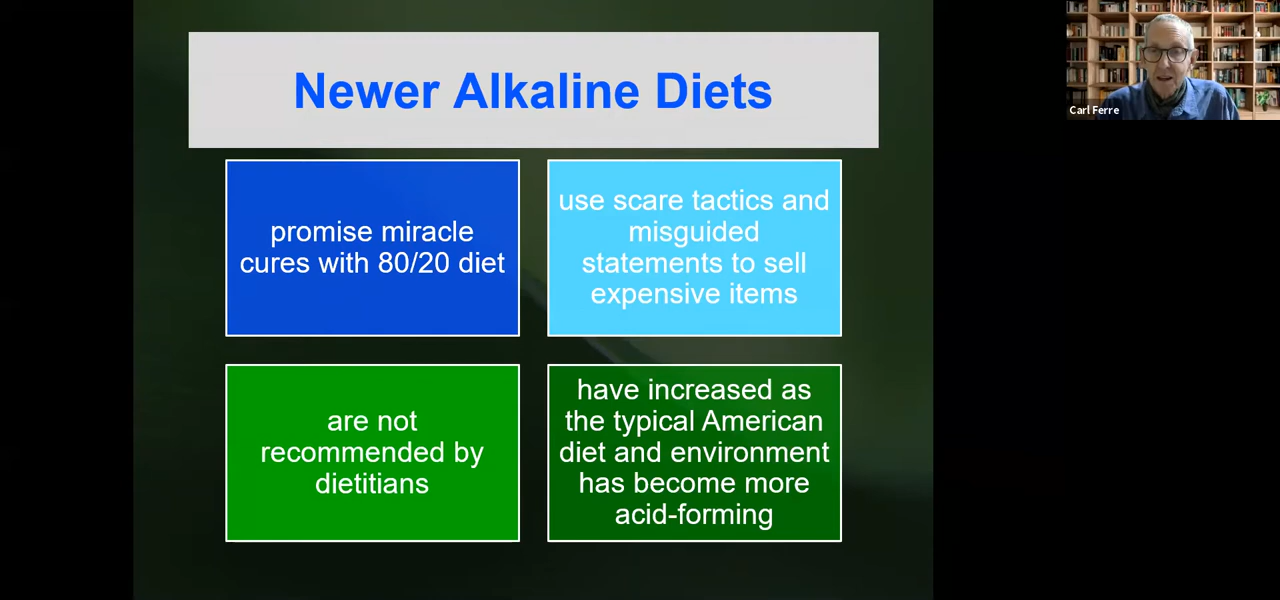 Newer Alkaline Diets
promise miracle
cures with 80/20 diet
use scare tactics and
misguided
statements to sell
expensive items
are not
recommended by
dietitians
have increased as
the typical American
diet and environment
has become more
acid-forming
Carl Ferre